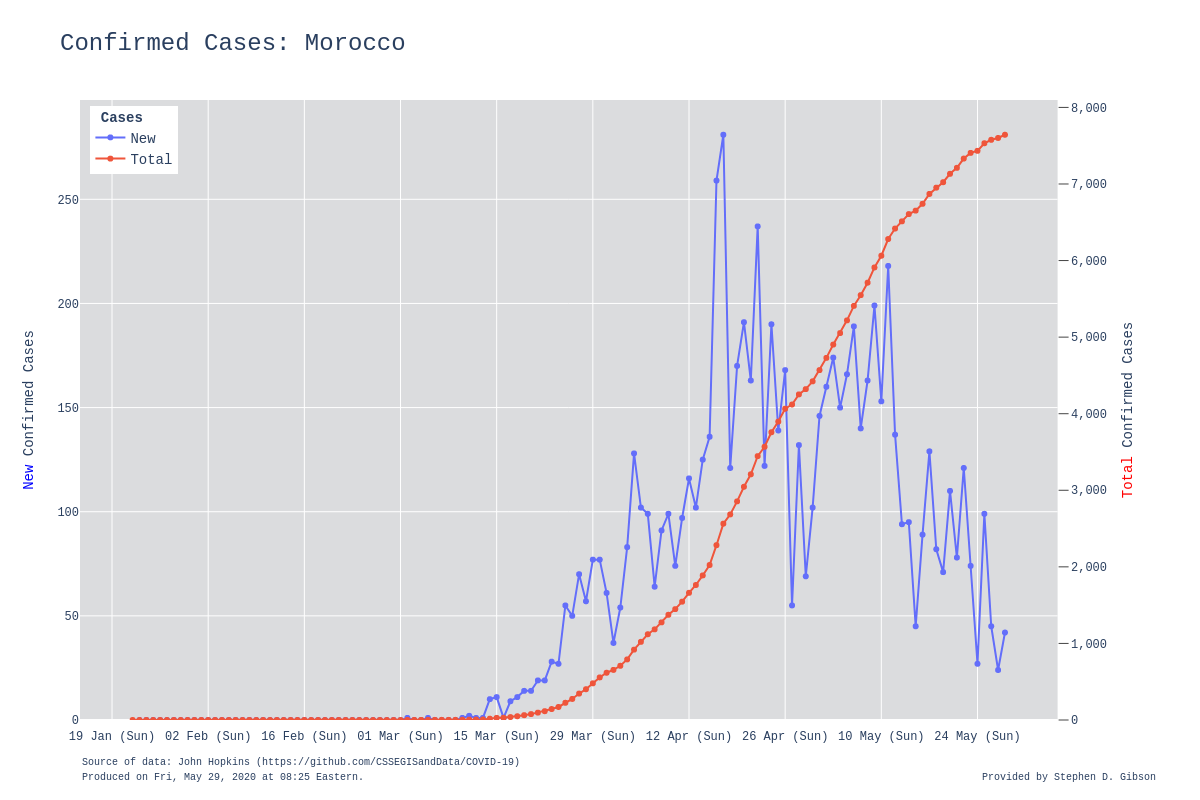 Confirmed Cases: Morocco
Cases
New
Total
250
200
150
100
50
0
New Confirmed Cases
8,000
7,000
6,000
5,000
4,000
3,000
2,000
1,000
0
Total Confirmed Cases
19 Jan (Sun) 02 Feb (Sun) 16 Feb (Sun) 01 Mar (Sun) 15 Mar (Sun) 29 Mar (Sun) 12 Apr (Sun) 26 Apr (Sun) 10 May (Sun) 24 May (Sun)
Source of data: John Hopkins (https://github.com/CSSEGISandData/COVID-19)
Produced on Fri, May 29, 2020 at 08:25 Eastern.
Provided by Stephen D. Gibson